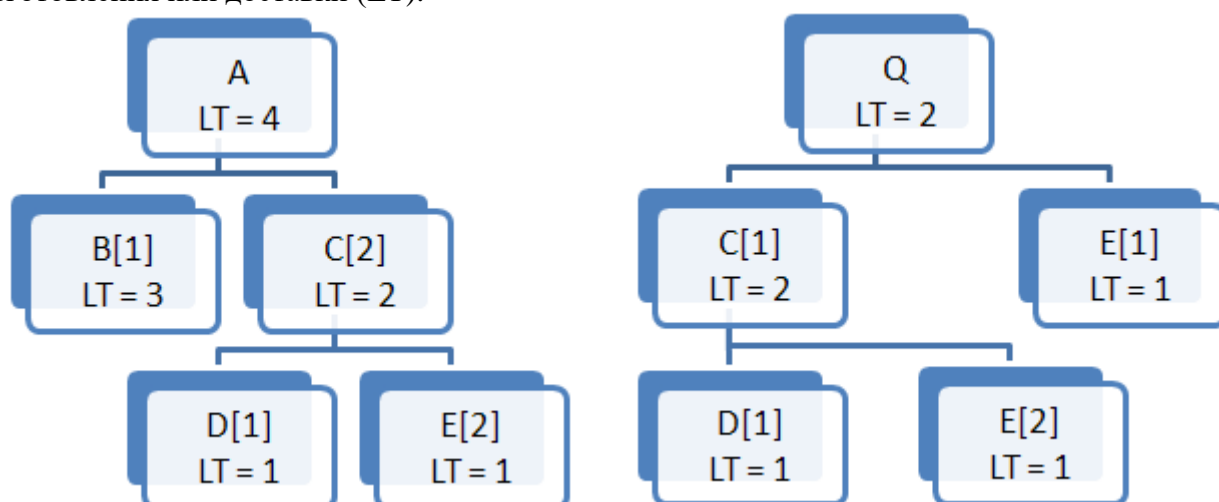 A
LT = 4
Q
LT = 2
B[1]
LT = 3
C[2]
LT = 2
C[1]
LT = 2
E[1]
LT = 1
D[1]
LT = 1
E[2]
LT = 1
D[1]
LT = 1
E[2]
LT = 1